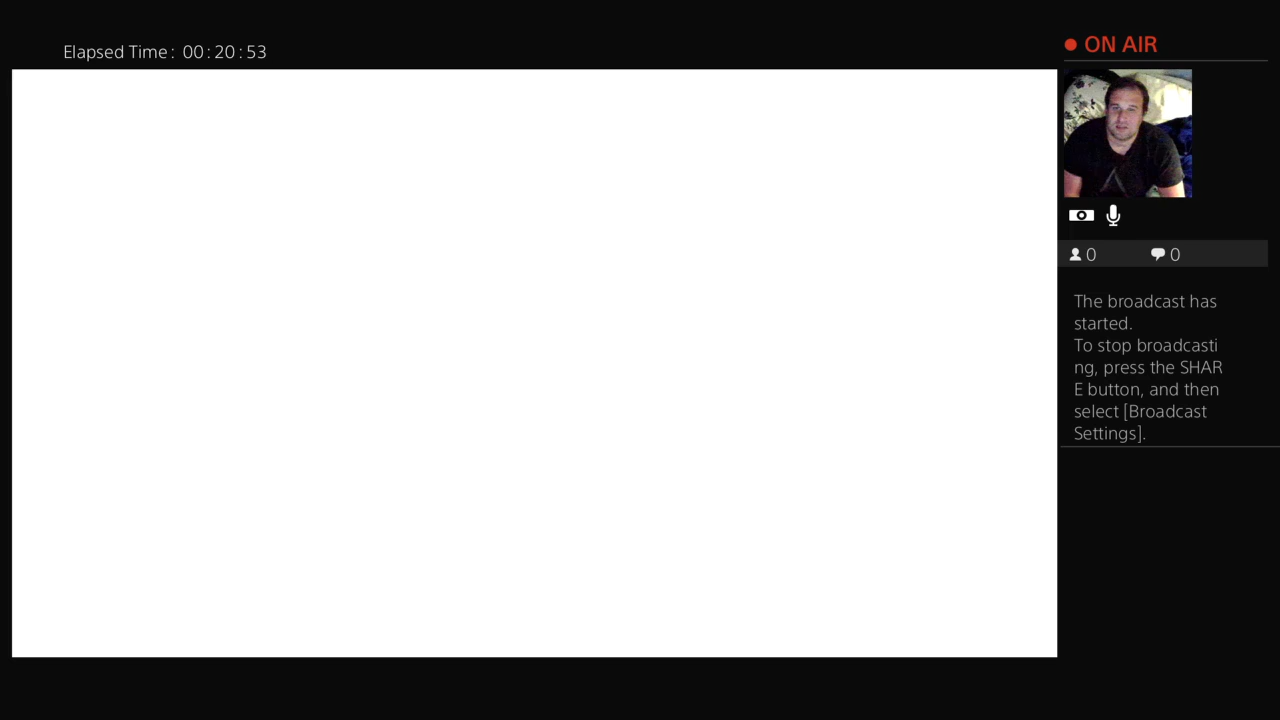 Elapsed Time: 00:20:53
ON AIR
0
0
The broadcast has
started.
To stop broadcasti
ng, press the SHAR
E button, and then
select [Broadcast
Settings].